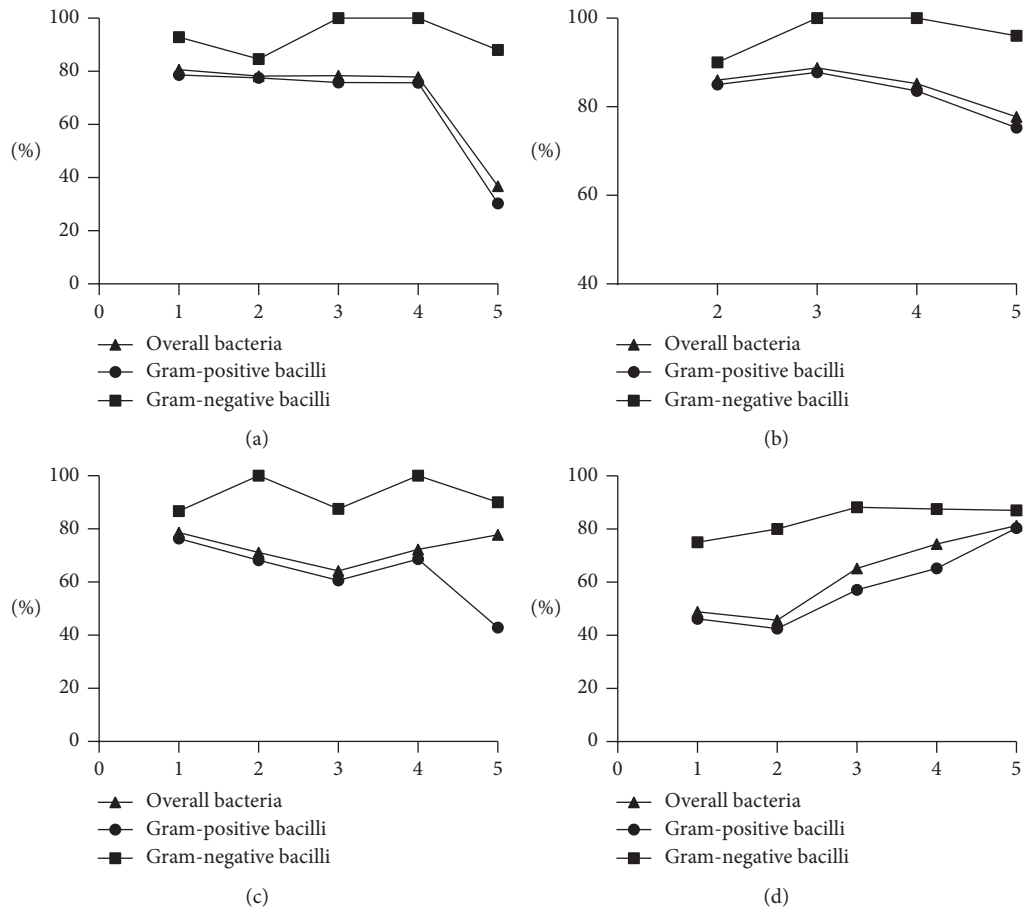 100
80
60
(%)
40
20
0
0 1 2 3 4 5
Overall bacteria
Gram-positive bacilli
Gram-negative bacilli
(a)
100
80
(%)
60
40
2 3 4 5
Overall bacteria
Gram-positive bacilli
Gram-negative bacilli
(b)
100
80
60
(%)
40
20
0
0 1 2 3 4 5
Overall bacteria
Gram-positive bacilli
Gram-negative bacilli
(c)
100
80
60
(%)
40
20
0
0 1 2 3 4 5
Overall bacteria
Gram-positive bacilli
Gram-negative bacilli
(d)